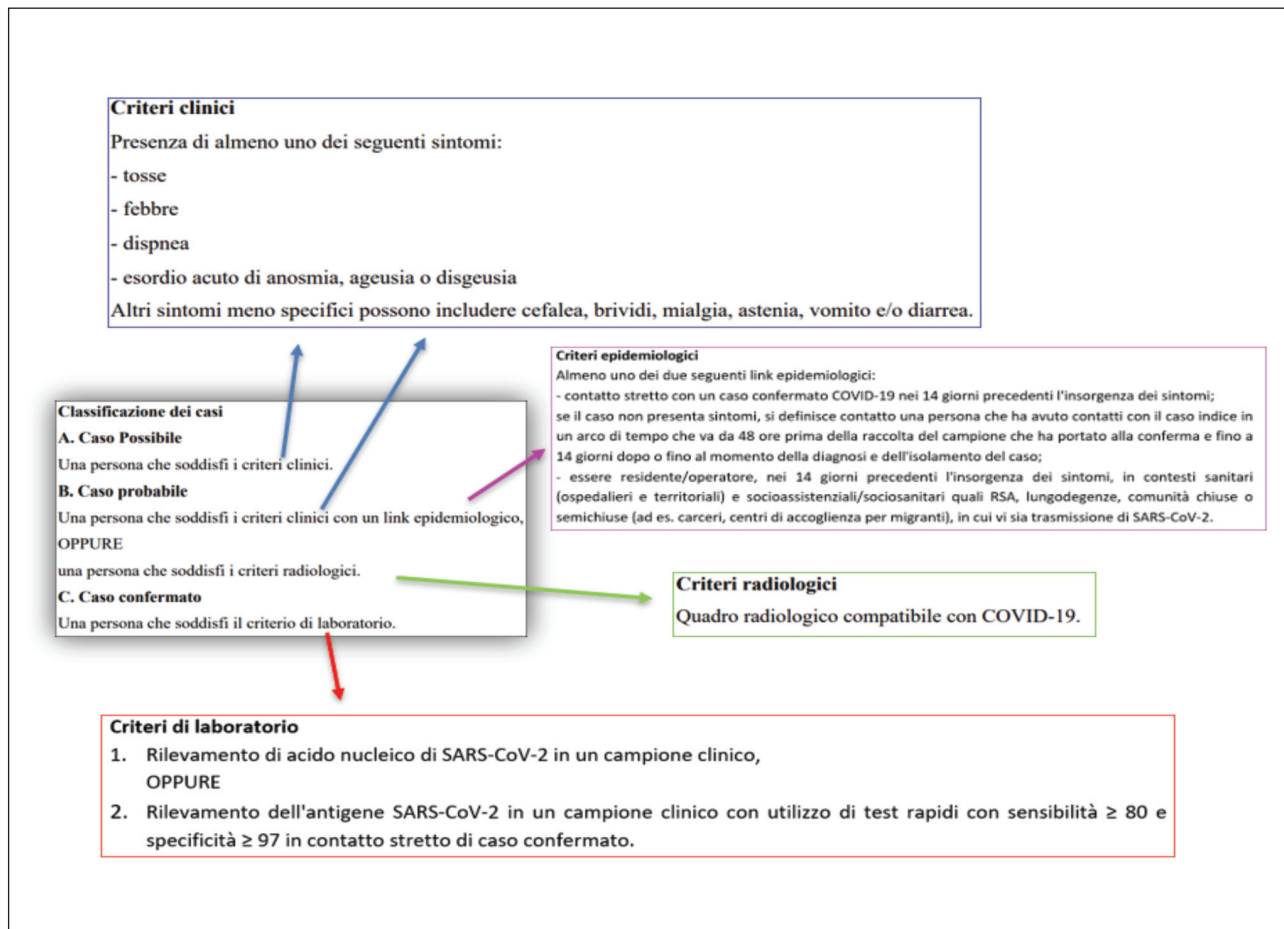 Criteri clinici
Presenza di almeno uno dei seguenti sintomi:
- tosse
- febbre
- dispnea
- esordio acuto di anosmia, ageusia o disgeusia
Altri sintomi meno specifici possono includere cefalea, brividi, mialgia, astenia, vomito e/o diarrea.
Criteri epidemiologici
Almeno uno dei due seguenti link epidemiologici:
- contatto stretto con un caso confermato COVID-19 nei 14 giorni precedenti l'insorgenza dei sintomi;
se il caso non presenta sintomi, si definisce contatto una persona che ha avuto contatti con il caso indice in
un arco di tempo che va da 48 ore prima della raccolta del campione che ha portato alla conferma e fino a
14 giorni dopo o fino al momento della diagnosi e dell'isolamento del caso;
- essere residente/operatore, nei 14 giorni precedenti l'insorgenza dei sintomi, in contesti sanitari
(ospedalieri e territoriali) e socioassistenziali/sociosanitari quali RSA, lungodegenze, comunità chiuse o
semichiuse (ad es. carceri, centri di accoglienza per migranti), in cui vi sia trasmissione di SARS-CoV-2.
Classificazione dei casi
A. Caso Possibile
Una persona che soddisfi i criteri clinici.
B. Caso probabile
Una persona che soddisfi i criteri clinici con un link epidemiologico,
OPPURE
una persona che soddisfi i criteri radiologici.
C. Caso confermato
Una persona che soddisfi il criterio di laboratorio.
Criteri radiologici
Quadro radiologico compatibile con COVID-19.
Criteri di laboratorio
1. Rilevamento di acido nucleico di SARS-CoV-2 in un campione clinico,
OPPURE
2. Rilevamento dell'antigene SARS-CoV-2 in un campione clinico con utilizzo di test rapidi con sensibilità ≥ 80 e
specificità ≥ 97 in contatto stretto di caso confermato.